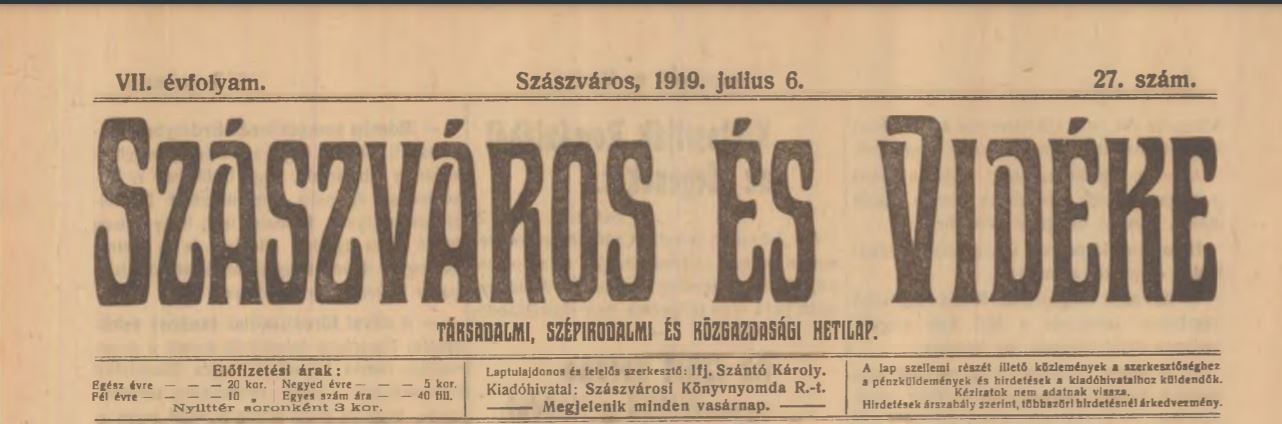 VII. évfolyam. Szászváros, 1919. julius 6. 27. szám.
SZÁSZVÁROS ÉS VIDÉKE
TÁRSADALMI, SZÉPIRODALMI ÉS KÖZGAZDASÁGI HETILAP.
Előfizetési árak:
Egész évre — — — 20 kor. Negyed évre — — — 5 kor.
Fél évre — — — — 10 „ Egyes szám ára — — 40 fill.
Nyilttér soronként 3 kor.
Laptulajdonos és felelős szerkesztő: Ifj. Szántó Károly.
Kiadóhivatal: Szászvárosi Könyvnyomda R.-t.
Megjelenik minden vasárnap.
A lap szellemi részét illető közlemények a szerkesztőséghez
a pénzküldemények és hirdetések a kiadóhivatalhoz küldendők.
Kéziratok nem adatnak vissza.
Hirdetések árszabály szerint, többszöri hirdetésnél árkedvezmény.